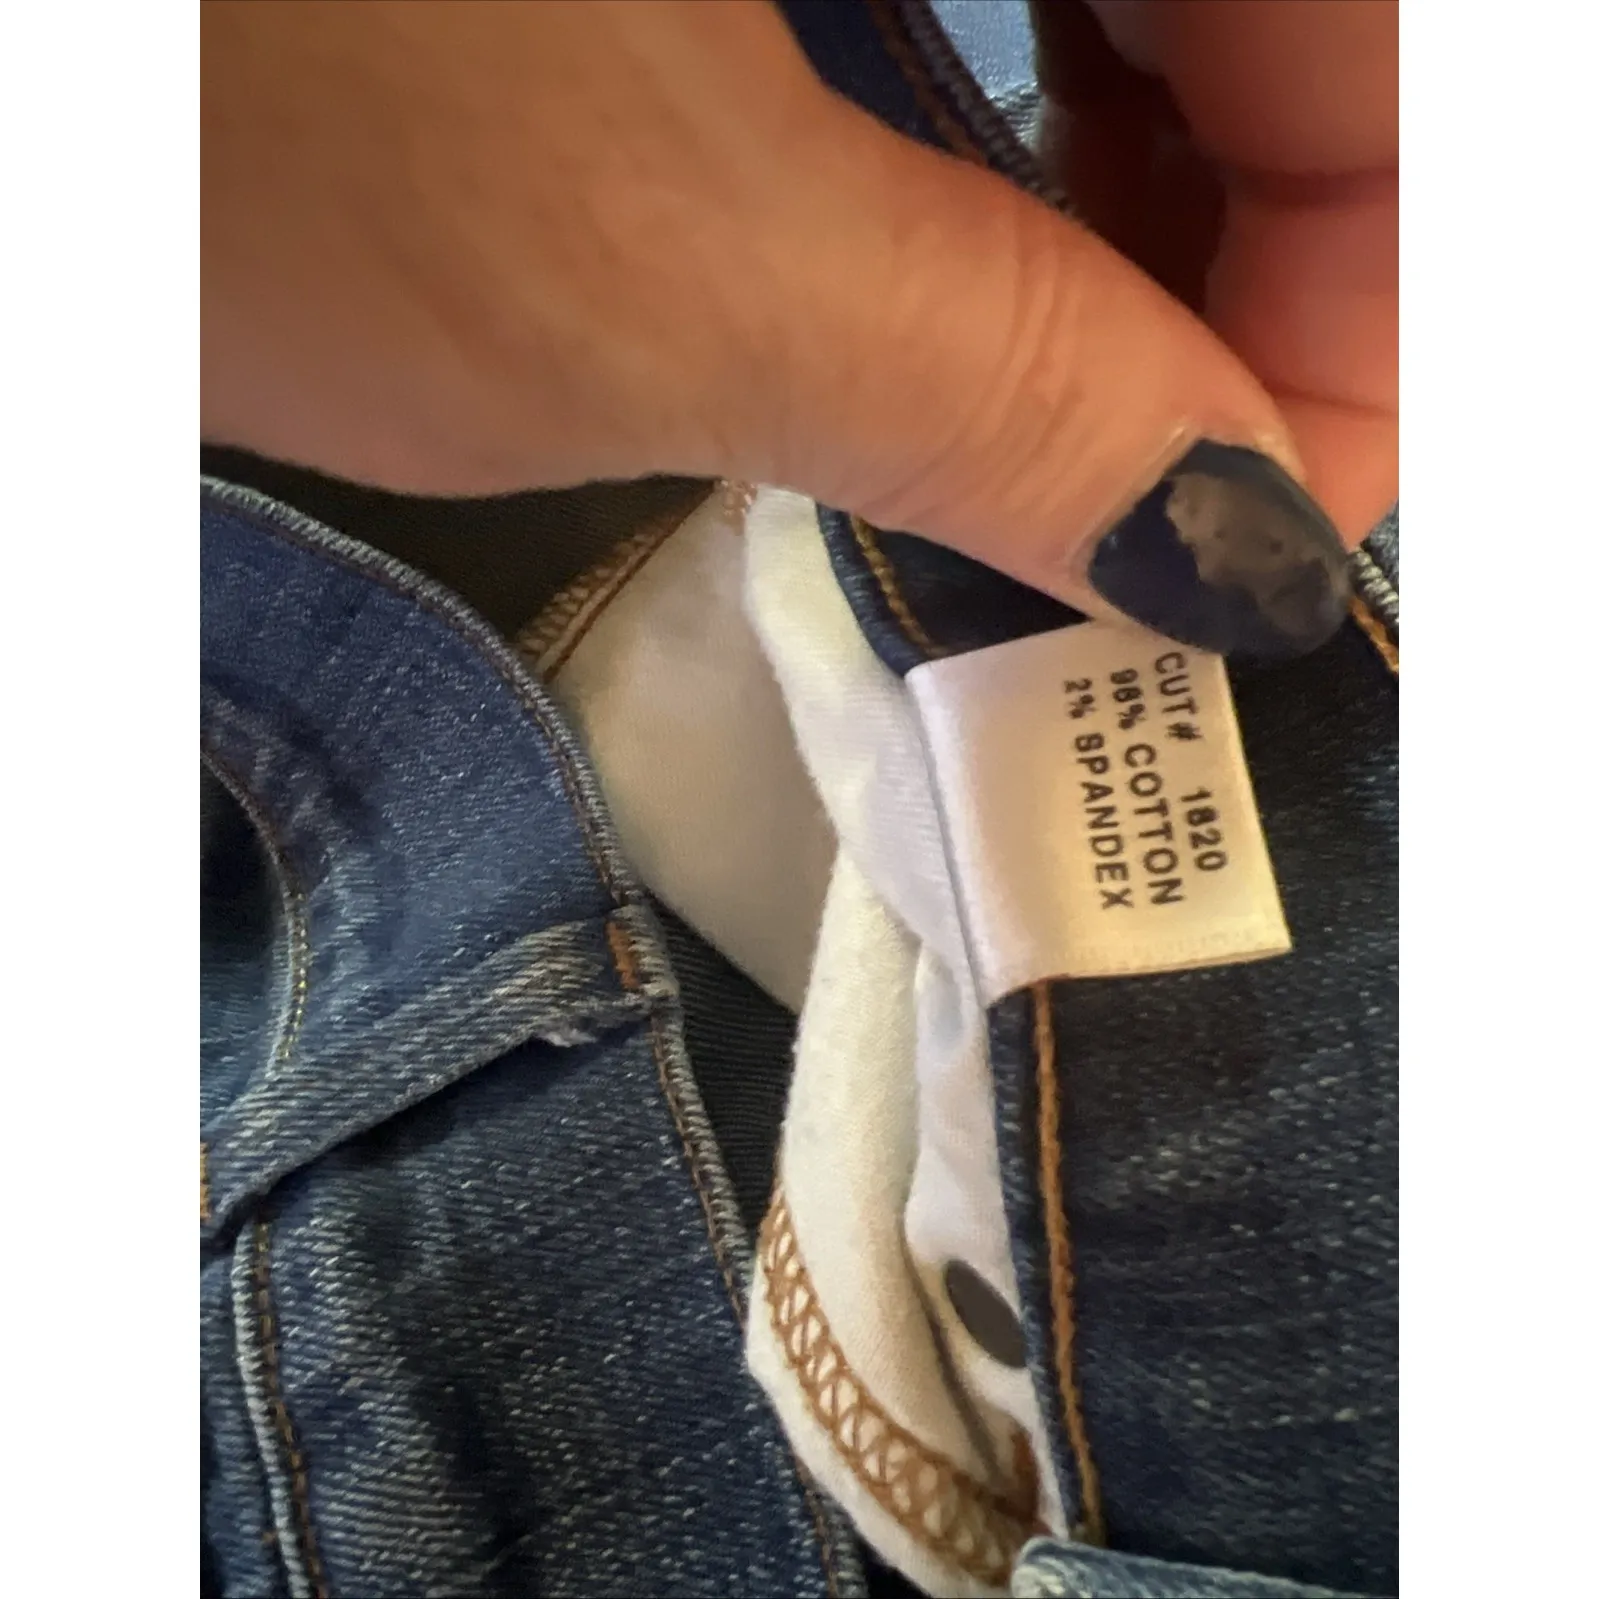 CUT# 1820
98% COTTON
2% SPANDEX